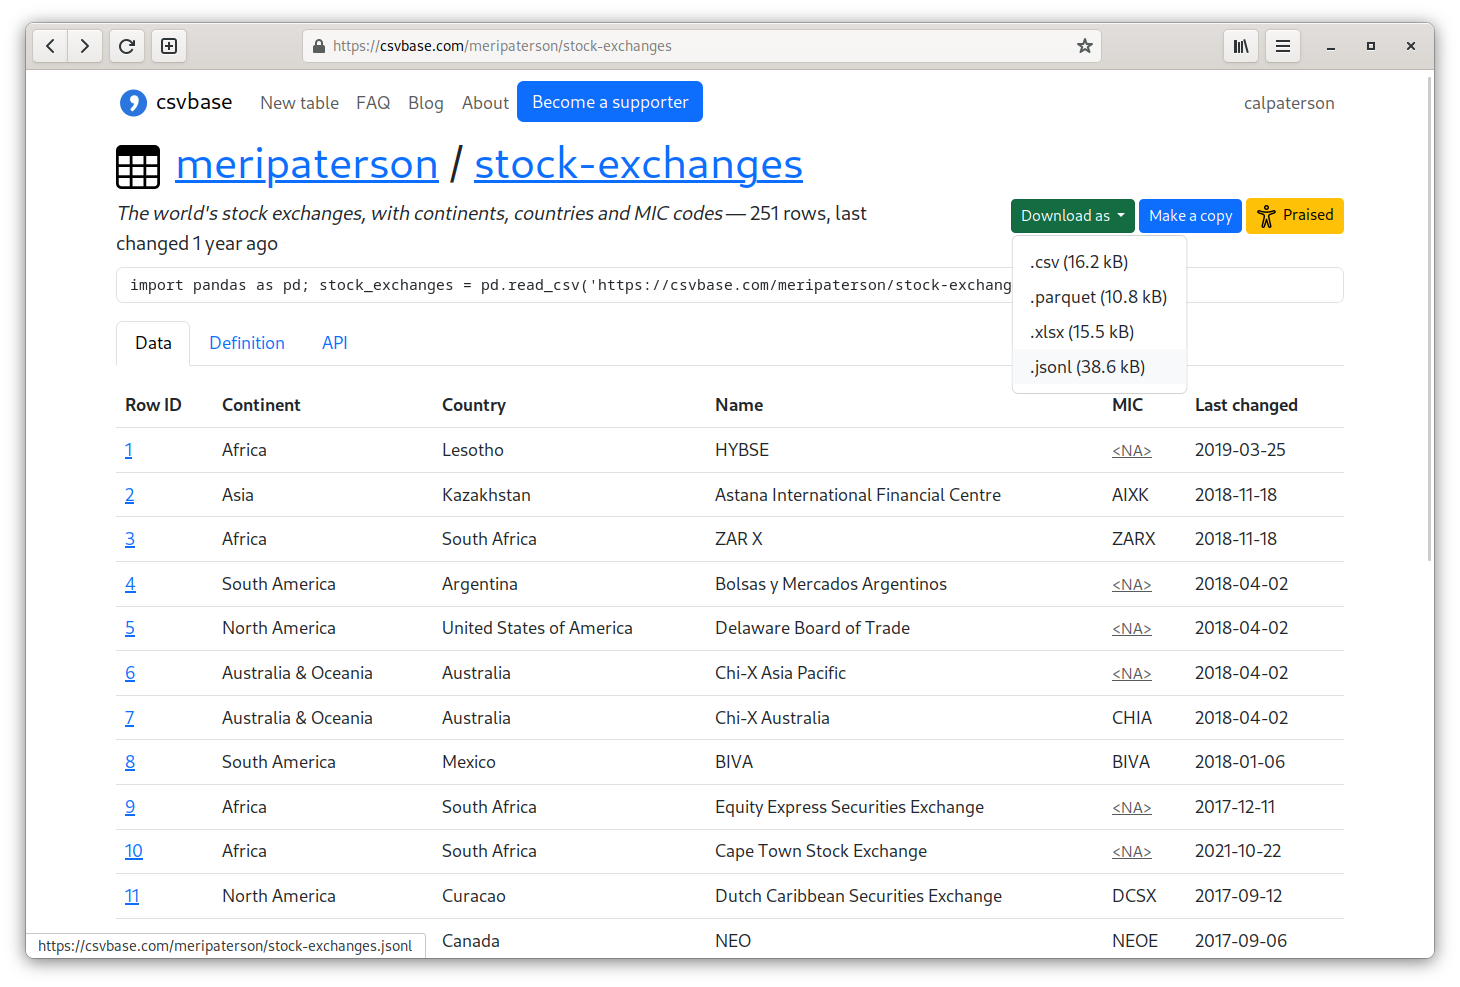 https://csvbase.com/meripaterson/stock-exchanges
csvbase New table FAQ Blog About Become a supporter calpaterson
meripaterson / stock-exchanges
The world's stock exchanges, with continents, countries and MIC codes — 251 rows, last
changed 1 year ago
Download as Make a copy Praised
.csv (16.2 kB)
.parquet (10.8 kB)
.xlsx (15.5 kB)
.jsonl (38.6 kB)
import pandas as pd; stock_exchanges = pd.read_csv('https://csvbase.com/meripaterson/stock-exchang
Data Definition API
Row ID Continent Country Name MIC Last changed
1 Africa Lesotho HYBSE <NA> 2019-03-25
2 Asia Kazakhstan Astana International Financial Centre AIXK 2018-11-18
3 Africa South Africa ZAR X ZARX 2018-11-18
4 South America Argentina Bolsas y Mercados Argentinos <NA> 2018-04-02
5 North America United States of America Delaware Board of Trade <NA> 2018-04-02
6 Australia & Oceania Australia Chi-X Asia Pacific <NA> 2018-04-02
7 Australia & Oceania Australia Chi-X Australia CHIA 2018-04-02
8 South America Mexico BIVA BIVA 2018-01-06
9 Africa South Africa Equity Express Securities Exchange <NA> 2017-12-11
10 Africa South Africa Cape Town Stock Exchange <NA> 2021-10-22
11 North America Curacao Dutch Caribbean Securities Exchange DCSX 2017-09-12
Canada NEO NEOE 2017-09-06
https://csvbase.com/meripaterson/stock-exchanges.jsonl